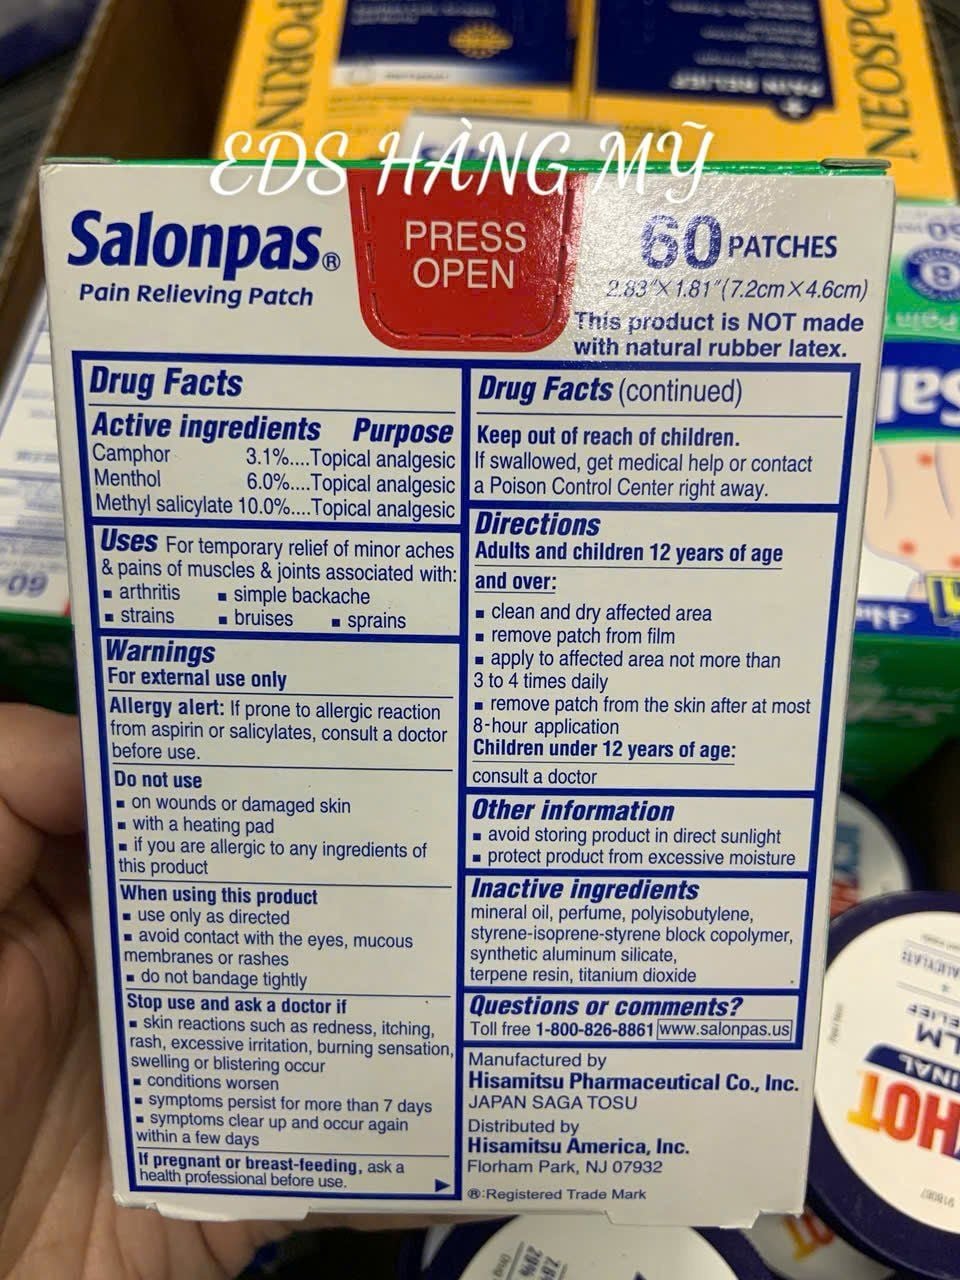 EDS HÀNG MỸ
NEOSPO
PAIN RELIEF
Salonpas®
Pain Relieving Patch
PRESS
OPEN
60 PATCHES
2.83"X1.81"(7.2cmX4.6cm)
This product is NOT made
with natural rubber latex.
Drug Facts
Active ingredients Purpose
Camphor 3.1%....Topical analgesic
Menthol 6.0%....Topical analgesic
Methyl salicylate 10.0%....Topical analgesic
Uses For temporary relief of minor aches
& pains of muscles & joints associated with:
▪ arthritis ▪ simple backache
▪ strains ▪ bruises ▪ sprains
Warnings
For external use only
Allergy alert: If prone to allergic reaction
from aspirin or salicylates, consult a doctor
before use.
Do not use
▪ on wounds or damaged skin
▪ with a heating pad
▪ if you are allergic to any ingredients of
this product
When using this product
▪ use only as directed
▪ avoid contact with the eyes, mucous
membranes or rashes
▪ do not bandage tightly
Stop use and ask a doctor if
▪ skin reactions such as redness, itching,
rash, excessive irritation, burning sensation,
swelling or blistering occur
▪ conditions worsen
▪ symptoms persist for more than 7 days
▪ symptoms clear up and occur again
within a few days
If pregnant or breast-feeding, ask a
health professional before use.
Drug Facts (continued)
Keep out of reach of children.
If swallowed, get medical help or contact
a Poison Control Center right away.
Directions
Adults and children 12 years of age
and over:
▪ clean and dry affected area
▪ remove patch from film
▪ apply to affected area not more than
3 to 4 times daily
▪ remove patch from the skin after at most
8-hour application
Children under 12 years of age:
consult a doctor
Other information
▪ avoid storing product in direct sunlight
▪ protect product from excessive moisture
Inactive ingredients
mineral oil, perfume, polyisobutylene,
styrene-isoprene-styrene block copolymer,
synthetic aluminum silicate,
terpene resin, titanium dioxide
Questions or comments?
Toll free 1-800-826-8861 www.salonpas.us
Manufactured by
Hisamitsu Pharmaceutical Co., Inc.
JAPAN SAGA TOSU
Distributed by
Hisamitsu America, Inc.
Florham Park, NJ 07932
®:Registered Trade Mark
PORIN
60
Sal
HOT